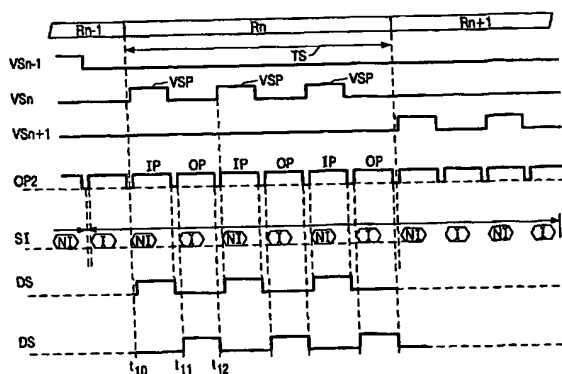 Rn-1 Rn Rn+1
TS
VSn-1
VSP VSP VSP
VSn
VSn+1
IP OP IP OP IP OP
OP2
SI NI I NI I NI I NI I NI I NI I
DS
DS
t10 t11 t12